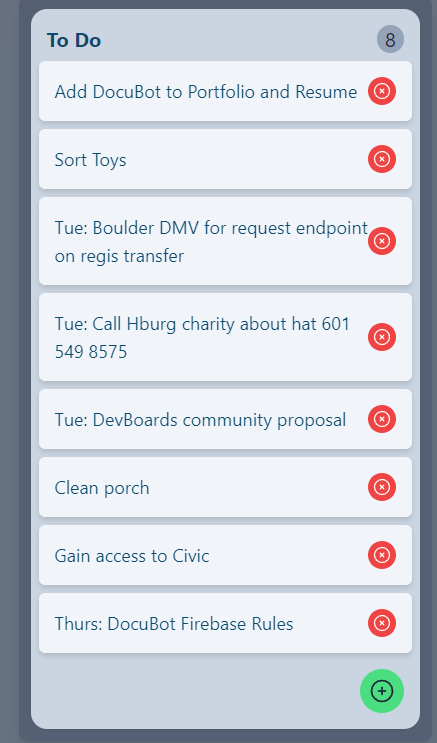 To Do
8
Add DocuBot to Portfolio and Resume
Sort Toys
Tue: Boulder DMV for request endpoint
on regis transfer
Tue: Call Hburg charity about hat 601
549 8575
Tue: DevBoards community proposal
Clean porch
Gain access to Civic
Thurs: DocuBot Firebase Rules